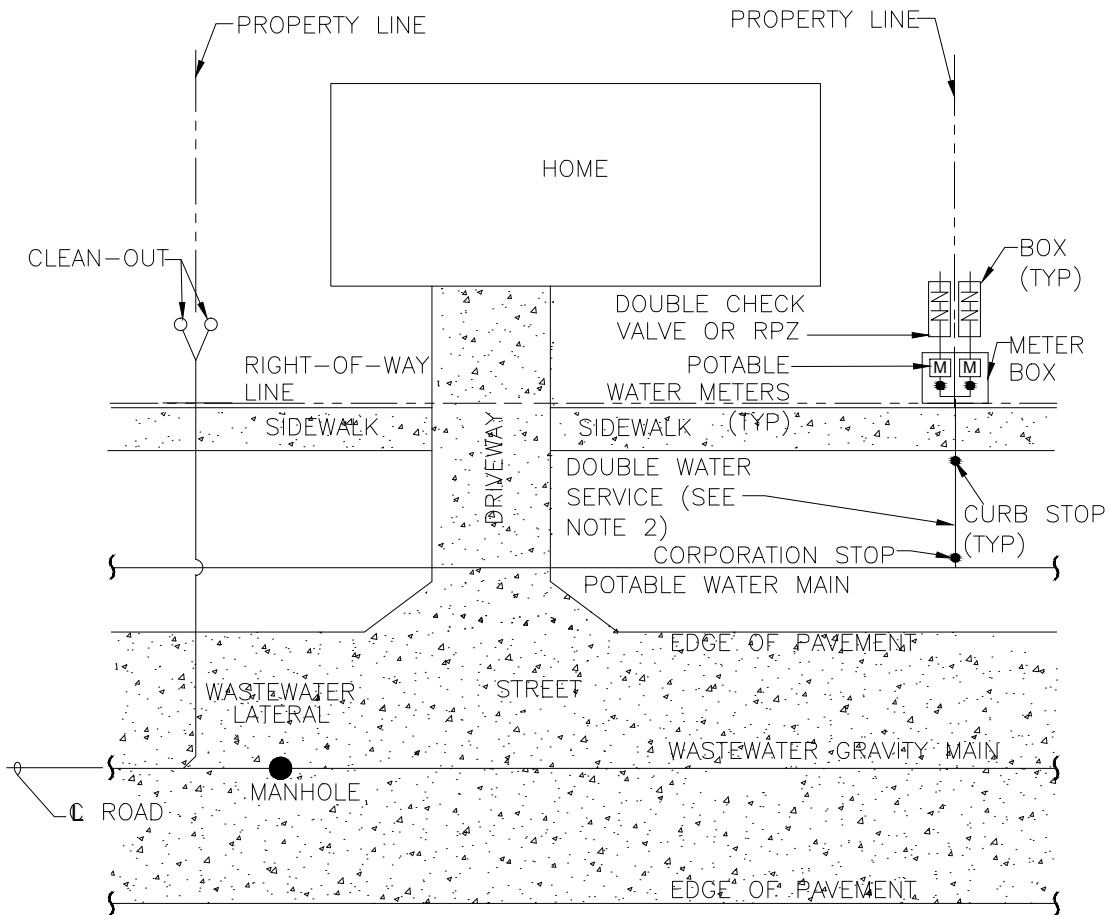 PROPERTY LINE
PROPERTY LINE
HOME
CLEAN-OUT
BOX
(TYP)
DOUBLE CHECK
VALVE OR RPZ
METER
BOX
RIGHT-OF-WAY
LINE
POTABLE
WATER METERS
(TYP)
M
M
SIDEWALK
SIDEWALK
DRIVEWAY
DOUBLE WATER
SERVICE (SEE
NOTE 2)
CURB STOP
(TYP)
CORPORATION STOP
POTABLE WATER MAIN
EDGE OF PAVEMENT
WASTEWATER
LATERAL
STREET
WASTEWATER GRAVITY MAIN
MANHOLE
℄ ROAD
EDGE OF PAVEMENT